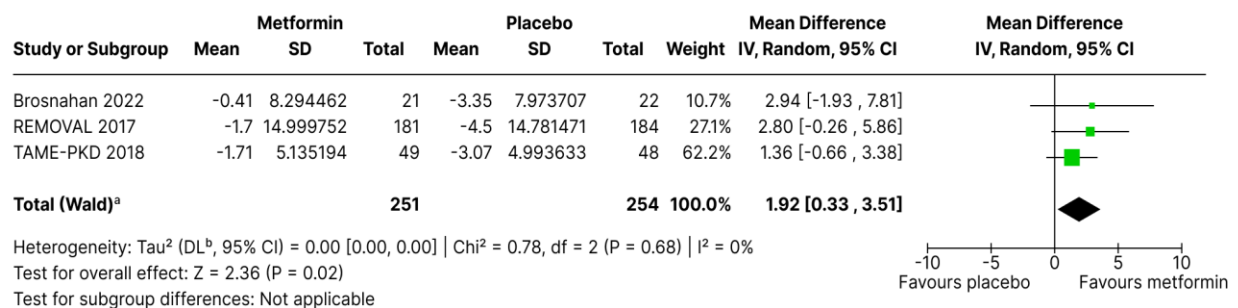 Metformin Placebo Mean Difference Mean Difference
Study or Subgroup Mean SD Total Mean SD Total Weight IV, Random, 95% CI IV, Random, 95% CI
Brosnahan 2022 -0.41 8.294462 21 -3.35 7.973707 22 10.7% 2.94 [-1.93 , 7.81]
REMOVAL 2017 -1.7 14.999752 181 -4.5 14.781471 184 27.1% 2.80 [-0.26 , 5.86]
TAME-PKD 2018 -1.71 5.135194 49 -3.07 4.993633 48 62.2% 1.36 [-0.66 , 3.38]
Total (Wald)ᵃ 251 254 100.0% 1.92 [0.33 , 3.51]
Heterogeneity: Tau² (DLᵇ, 95% CI) = 0.00 [0.00, 0.00] | Chi² = 0.78, df = 2 (P = 0.68) | I² = 0%
Test for overall effect: Z = 2.36 (P = 0.02)
Test for subgroup differences: Not applicable
-10 -5 0 5 10
Favours placebo Favours metformin